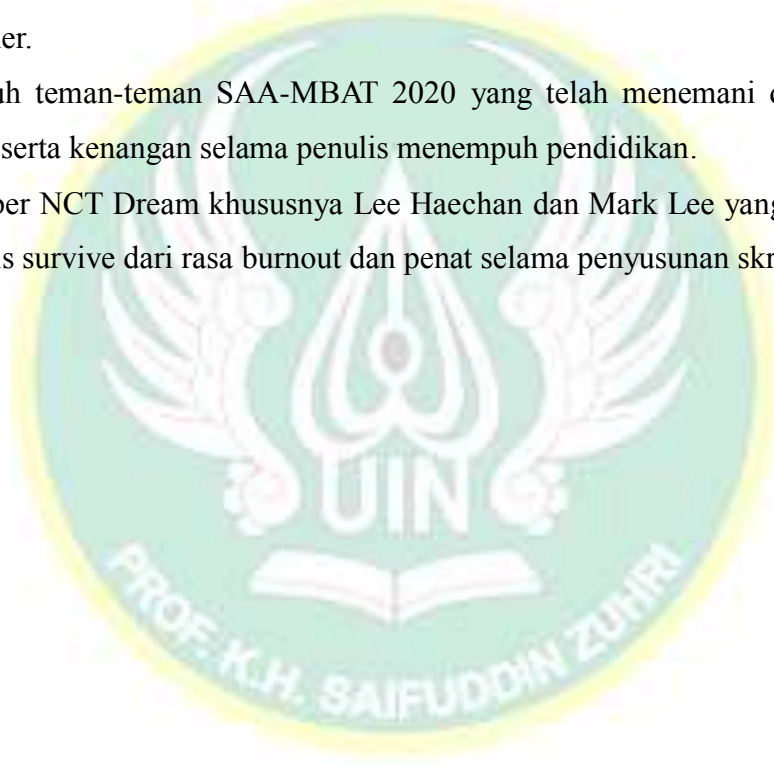 er.
uh teman-teman SAA-MBAT 2020 yang telah menemani
serta kenangan selama penulis menempuh pendidikan.
ber NCT Dream khususnya Lee Haechan dan Mark Lee yang
is survive dari rasa burnout dan penat selama penyusunan skr
UIN
PROF. K.H. SAIFUDDIN ZUHRI